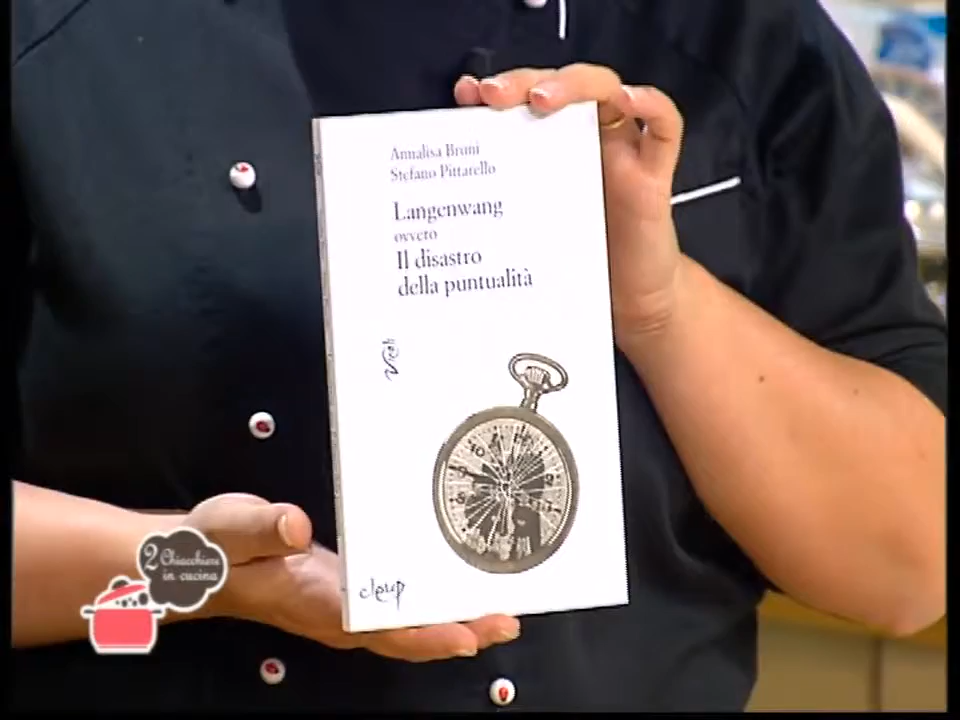 Annalisa Bruni
Stefano Pittarello
Langenwang
ovvero
Il disastro
della puntualità
cleup
2 Chiacchiere
in cucina